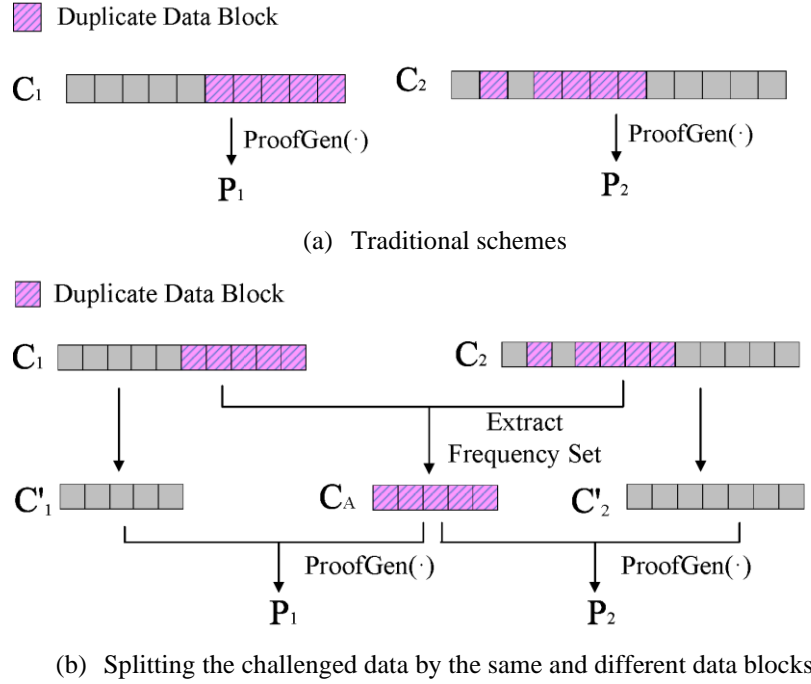 Duplicate Data Block
C1 C2
ProofGen(·) ProofGen(·)
P1 P2
(a) Traditional schemes
Duplicate Data Block
C1 C2
Extract
Frequency Set
C'1 CA C'2
ProofGen(·) ProofGen(·)
P1 P2
(b) Splitting the challenged data by the same and different data blocks